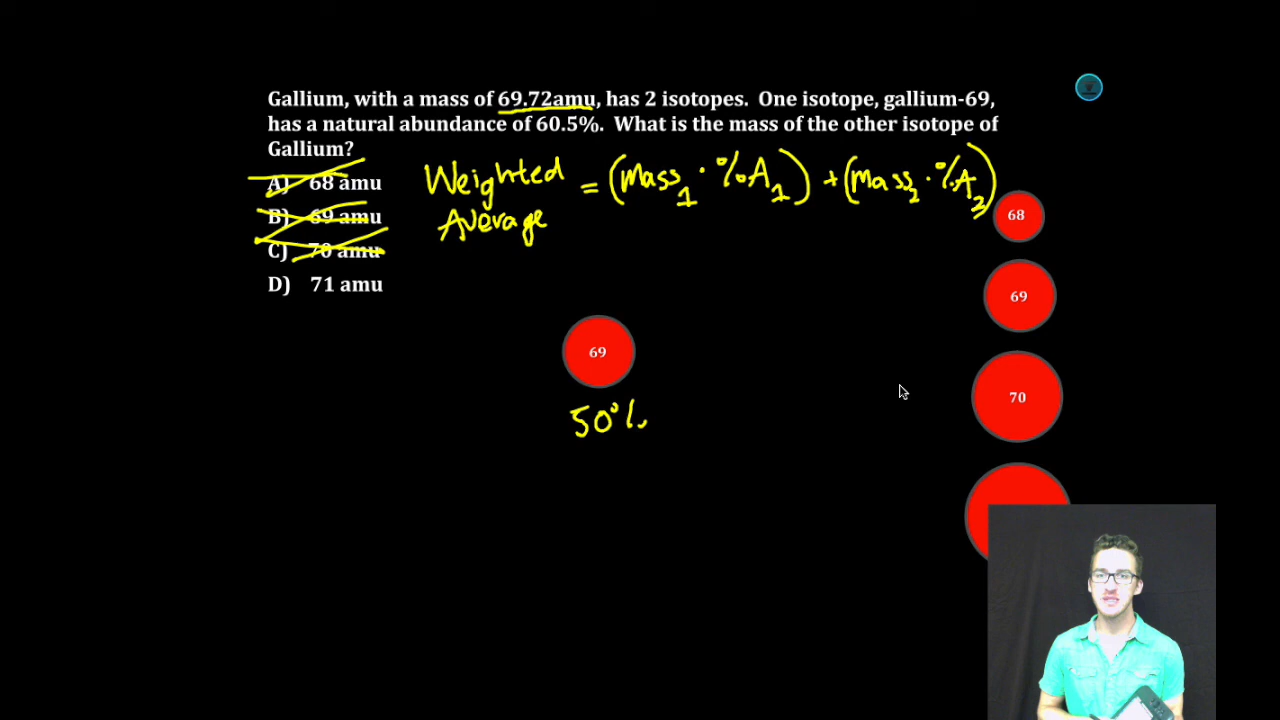 Gallium, with a mass of 69.72amu, has 2 isotopes. One isotope, gallium-69,
has a natural abundance of 60.5%. What is the mass of the other isotope of
Gallium?
A) 68 amu
B) 69 amu
C) 70 amu
D) 71 amu
Weighted
Average
= (Mass₁ · %A₁) + (Mass₂ · %A₂)
68
69
70
69
50%